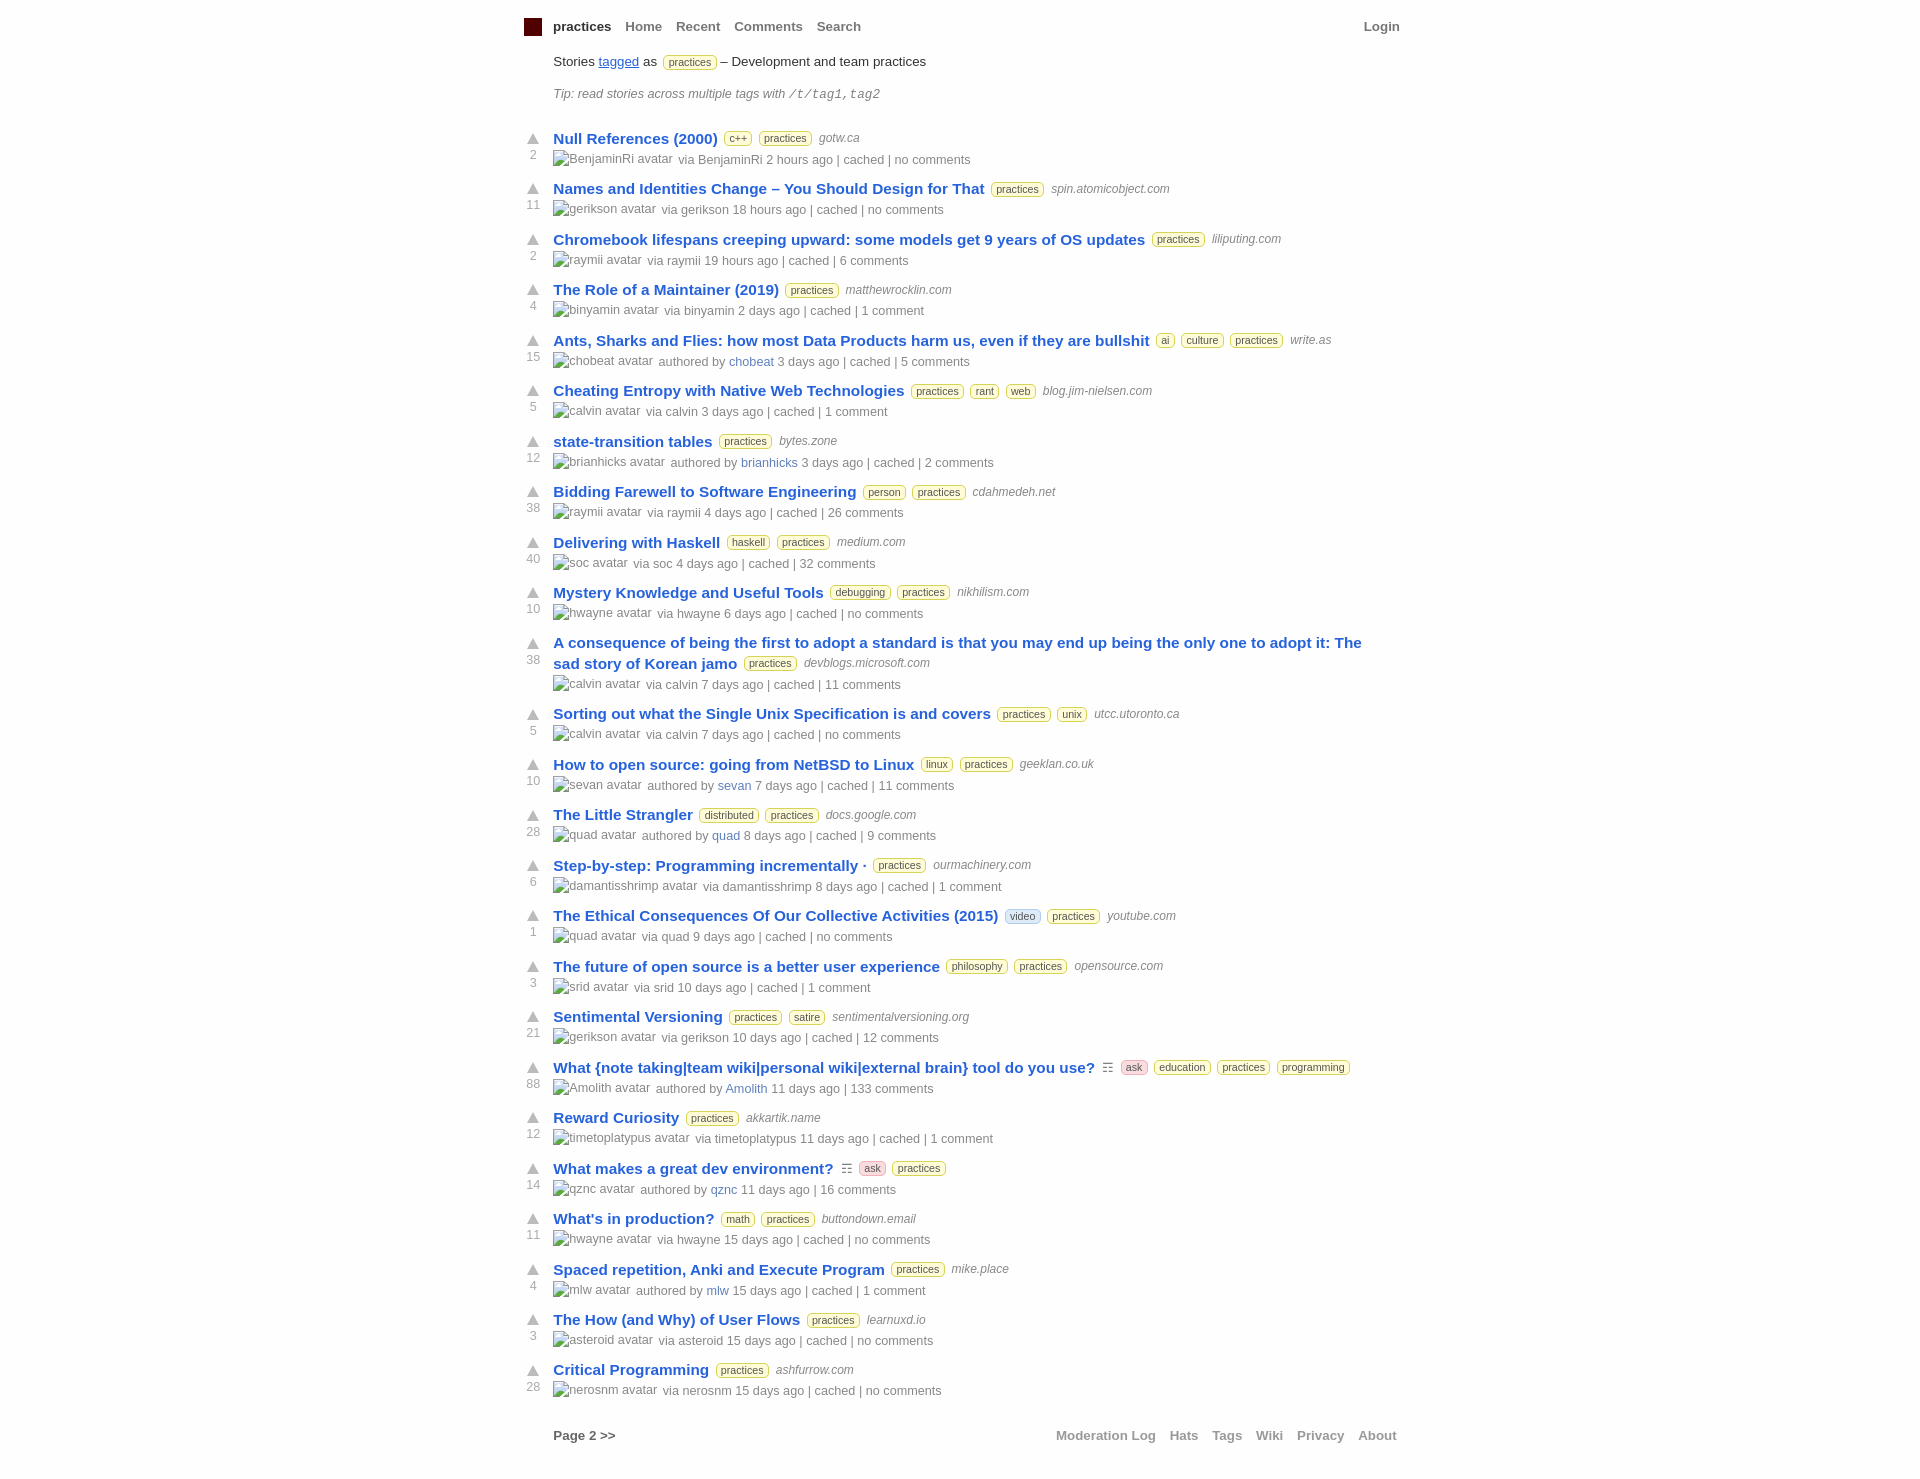 practices Home Recent Comments Search Login
Stories tagged as practices – Development and team practices
Tip: read stories across multiple tags with /t/tag1,tag2
Null References (2000) c++ practices gotw.ca
2 BenjaminRi avatar via BenjaminRi 2 hours ago | cached | no comments
Names and Identities Change – You Should Design for That practices spin.atomicobject.com
11 gerikson avatar via gerikson 18 hours ago | cached | no comments
Chromebook lifespans creeping upward: some models get 9 years of OS updates practices liliputing.com
2 raymii avatar via raymii 19 hours ago | cached | 6 comments
The Role of a Maintainer (2019) practices matthewrocklin.com
4 binyamin avatar via binyamin 2 days ago | cached | 1 comment
Ants, Sharks and Flies: how most Data Products harm us, even if they are bullshit ai culture practices write.as
15 chobeat avatar authored by chobeat 3 days ago | cached | 5 comments
Cheating Entropy with Native Web Technologies practices rant web blog.jim-nielsen.com
5 calvin avatar via calvin 3 days ago | cached | 1 comment
state-transition tables practices bytes.zone
12 brianhicks avatar authored by brianhicks 3 days ago | cached | 2 comments
Bidding Farewell to Software Engineering person practices cdahmedeh.net
38 raymii avatar via raymii 4 days ago | cached | 26 comments
Delivering with Haskell haskell practices medium.com
40 soc avatar via soc 4 days ago | cached | 32 comments
Mystery Knowledge and Useful Tools debugging practices nikhilism.com
10 hwayne avatar via hwayne 6 days ago | cached | no comments
A consequence of being the first to adopt a standard is that you may end up being the only one to adopt it: The
38 sad story of Korean jamo practices devblogs.microsoft.com
calvin avatar via calvin 7 days ago | cached | 11 comments
Sorting out what the Single Unix Specification is and covers practices unix utcc.utoronto.ca
5 calvin avatar via calvin 7 days ago | cached | no comments
How to open source: going from NetBSD to Linux linux practices geeklan.co.uk
10 sevan avatar authored by sevan 7 days ago | cached | 11 comments
The Little Strangler distributed practices docs.google.com
28 quad avatar authored by quad 8 days ago | cached | 9 comments
Step-by-step: Programming incrementally · practices ourmachinery.com
6 damantisshrimp avatar via damantisshrimp 8 days ago | cached | 1 comment
The Ethical Consequences Of Our Collective Activities (2015) video practices youtube.com
1 quad avatar via quad 9 days ago | cached | no comments
The future of open source is a better user experience philosophy practices opensource.com
3 srid avatar via srid 10 days ago | cached | 1 comment
Sentimental Versioning practices satire sentimentalversioning.org
21 gerikson avatar via gerikson 10 days ago | cached | 12 comments
What {note taking|team wiki|personal wiki|external brain} tool do you use? ☶ ask education practices programming
88 Amolith avatar authored by Amolith 11 days ago | 133 comments
Reward Curiosity practices akkartik.name
12 timetoplatypus avatar via timetoplatypus 11 days ago | cached | 1 comment
What makes a great dev environment? ☶ ask practices
14 qznc avatar authored by qznc 11 days ago | 16 comments
What's in production? math practices buttondown.email
11 hwayne avatar via hwayne 15 days ago | cached | no comments
Spaced repetition, Anki and Execute Program practices mike.place
4 mlw avatar authored by mlw 15 days ago | cached | 1 comment
The How (and Why) of User Flows practices learnuxd.io
3 asteroid avatar via asteroid 15 days ago | cached | no comments
Critical Programming practices ashfurrow.com
28 nerosnm avatar via nerosnm 15 days ago | cached | no comments
Page 2 >> Moderation Log Hats Tags Wiki Privacy About